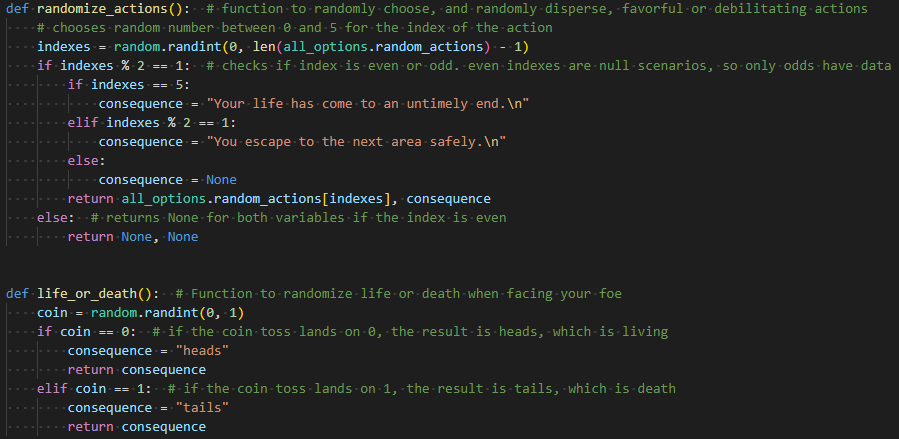 def randomize_actions():  # function to randomly choose, and randomly disperse, favorful or debilitating actions
    # chooses random number between 0 and 5 for the index of the action
    indexes = random.randint(0, len(all_options.random_actions) - 1)
    if indexes % 2 == 1:  # checks if index is even or odd. even indexes are null scenarios, so only odds have data
        if indexes == 5:
            consequence = "Your life has come to an untimely end.\n"
        elif indexes % 2 == 1:
            consequence = "You escape to the next area safely.\n"
        else:
            consequence = None
        return all_options.random_actions[indexes], consequence
    else:  # returns None for both variables if the index is even
        return None, None
def life_or_death():  # Function to randomize life or death when facing your foe
    coin = random.randint(0, 1)
    if coin == 0:  # if the coin toss lands on 0, the result is heads, which is living
        consequence = "heads"
        return consequence
    elif coin == 1:  # if the coin toss lands on 1, the result is tails, which is death
        consequence = "tails"
        return consequence